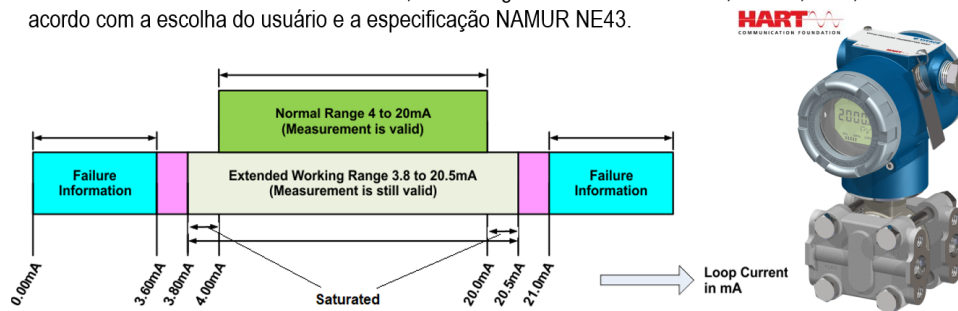 acordo com a escolha do usuário e a especificação NAMUR NE43.
HART
COMMUNICATION FOUNDATION
Normal Range 4 to 20mA
(Measurement is valid)
Failure
Information
Extended Working Range 3.8 to 20.5mA
(Measurement is still valid)
Failure
Information
0.00mA
3.60mA
3.80mA
4.00mA
20.0mA
20.5mA
21.0mA
Saturated
Loop Current
in mA